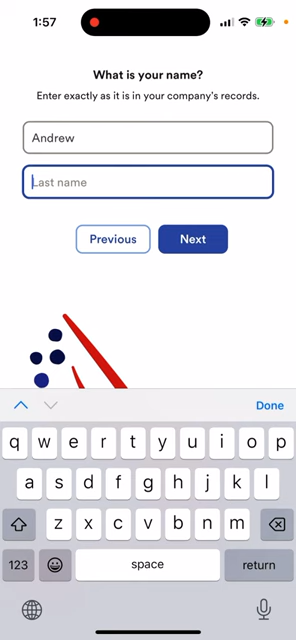 1:57
What is your name?
Enter exactly as it is in your company's records.
Andrew
Last name
Previous Next
Done
q w e r t y u i o p
a s d f g h j k l
z x c v b n m
123 space return